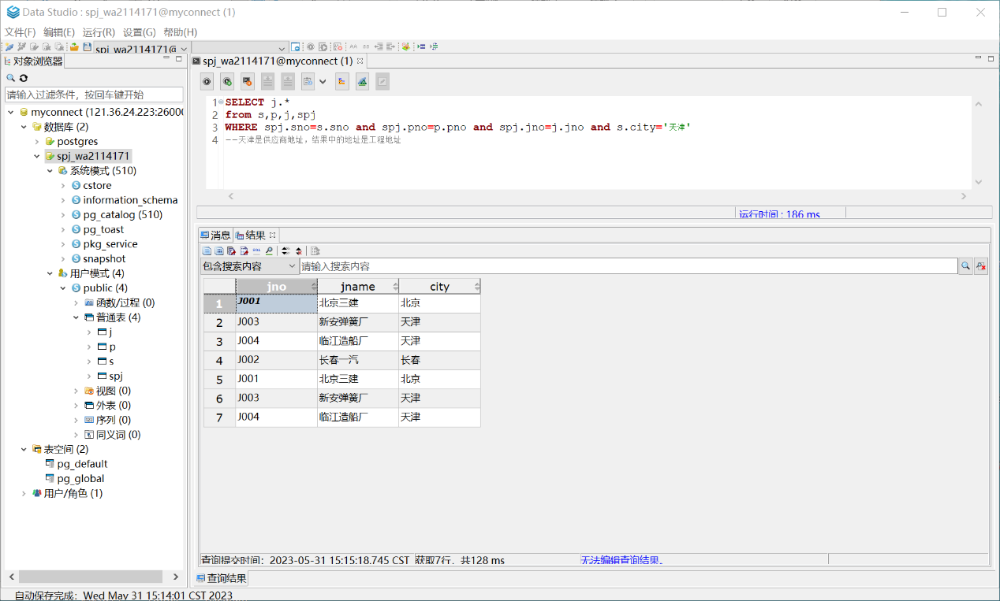 Data Studio : spj_wa2114171@myconnect (1)
文件(F) 编辑(E) 运行(R) 设置(G) 帮助(H)
spj_wa2114171@
对象浏览器
请输入过滤条件，按回车键开始
myconnect (121.36.24.223:26000
数据库 (2)
postgres
spj_wa2114171
系统模式 (510)
cstore
information_schema
pg_catalog (510)
pg_toast
pkg_service
snapshot
用户模式 (4)
public (4)
函数/过程 (0)
普通表 (4)
j
p
s
spj
视图 (0)
外表 (0)
序列 (0)
同义词 (0)
表空间 (2)
pg_default
pg_global
用户/角色 (1)
spj_wa2114171@myconnect (1)
1 SELECT j.*
2 from s,p,j,spj
3 WHERE spj.sno=s.sno and spj.pno=p.pno and spj.jno=j.jno and s.city='天津'
4 --天津是供应商地址，结果中的地址是工程地址
运行时间 : 186 ms
消息 结果
包含搜索内容 请输入搜索内容
jno jname city
1 J001 北京三建 北京
2 J003 新安弹簧厂 天津
3 J004 临江造船厂 天津
4 J002 长春一汽 长春
5 J001 北京三建 北京
6 J003 新安弹簧厂 天津
7 J004 临江造船厂 天津
查询提交时间：2023-05-31 15:15:18.745 CST 获取7行，共128 ms 无法编辑查询结果。
查询结果
自动保存完成：Wed May 31 15:14:01 CST 2023